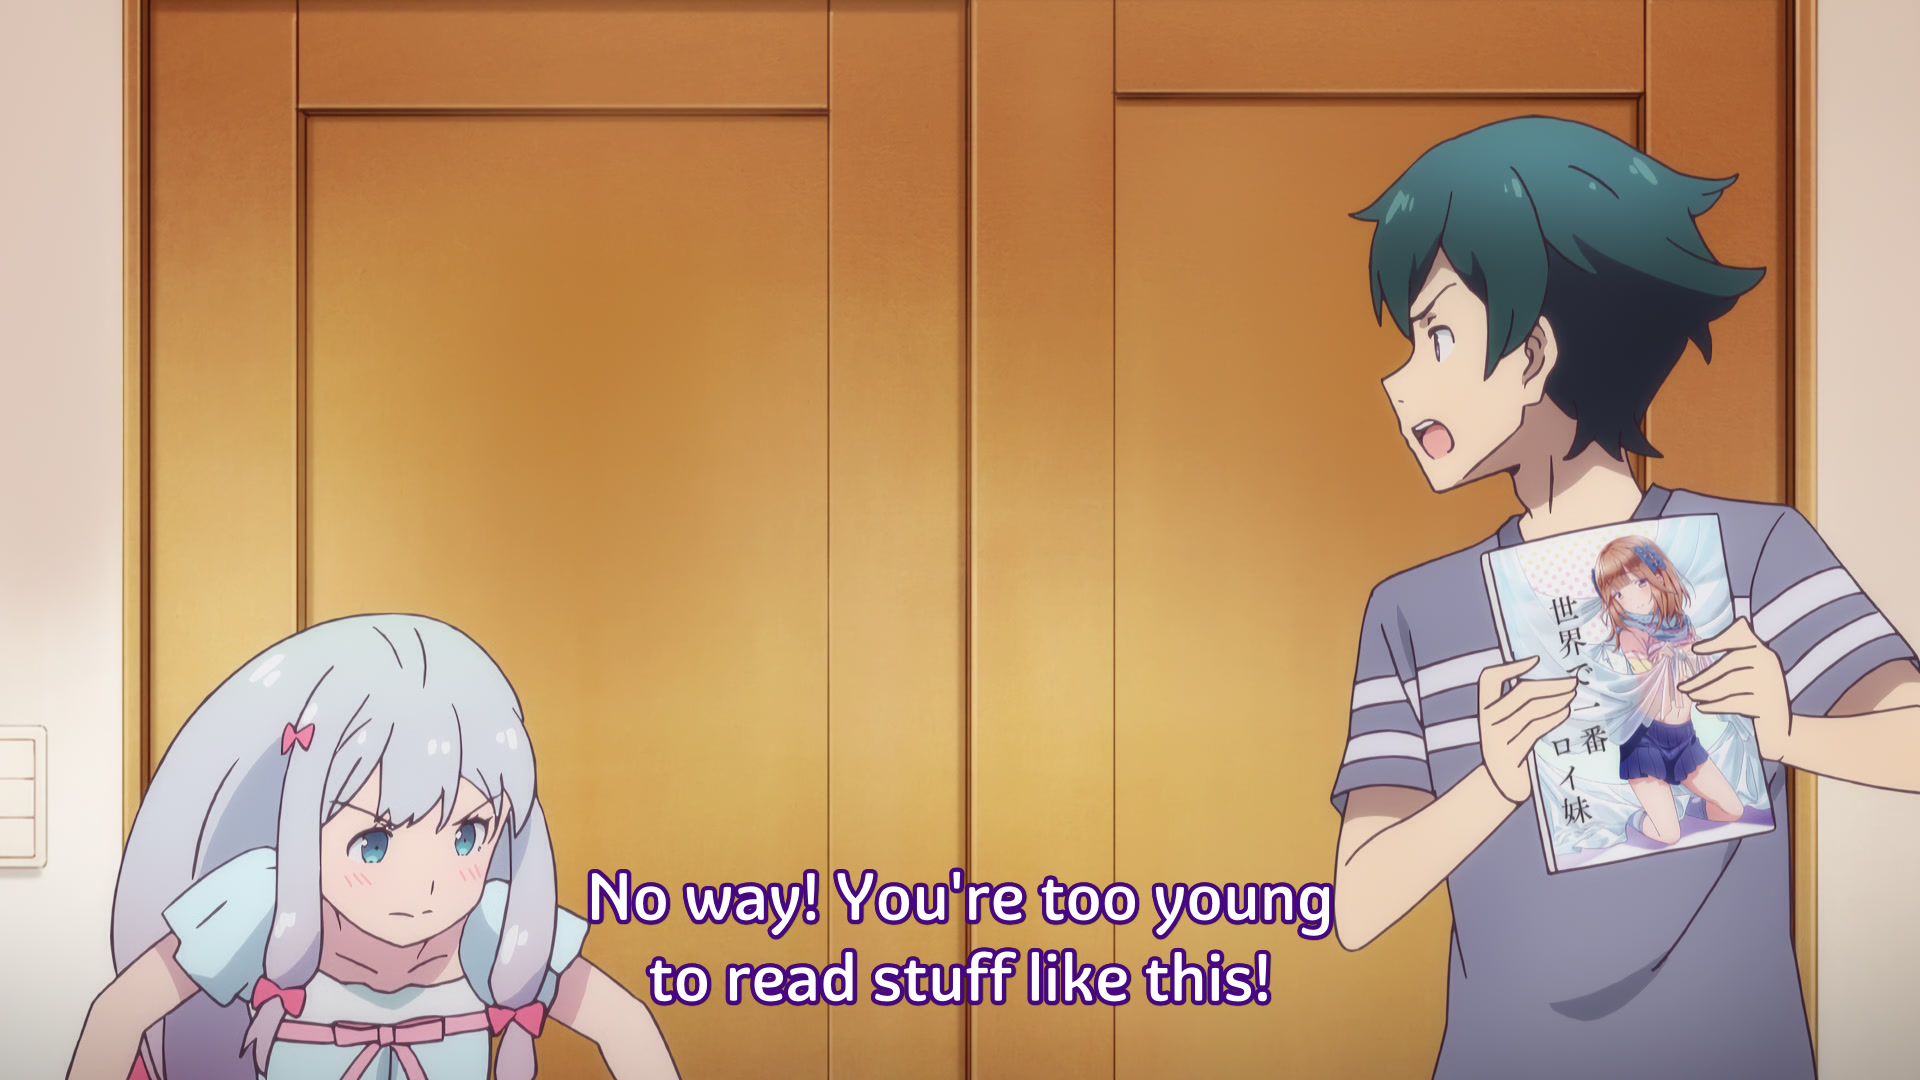 世界で一番
ロイ妹
No way! You're too young
to read stuff like this!